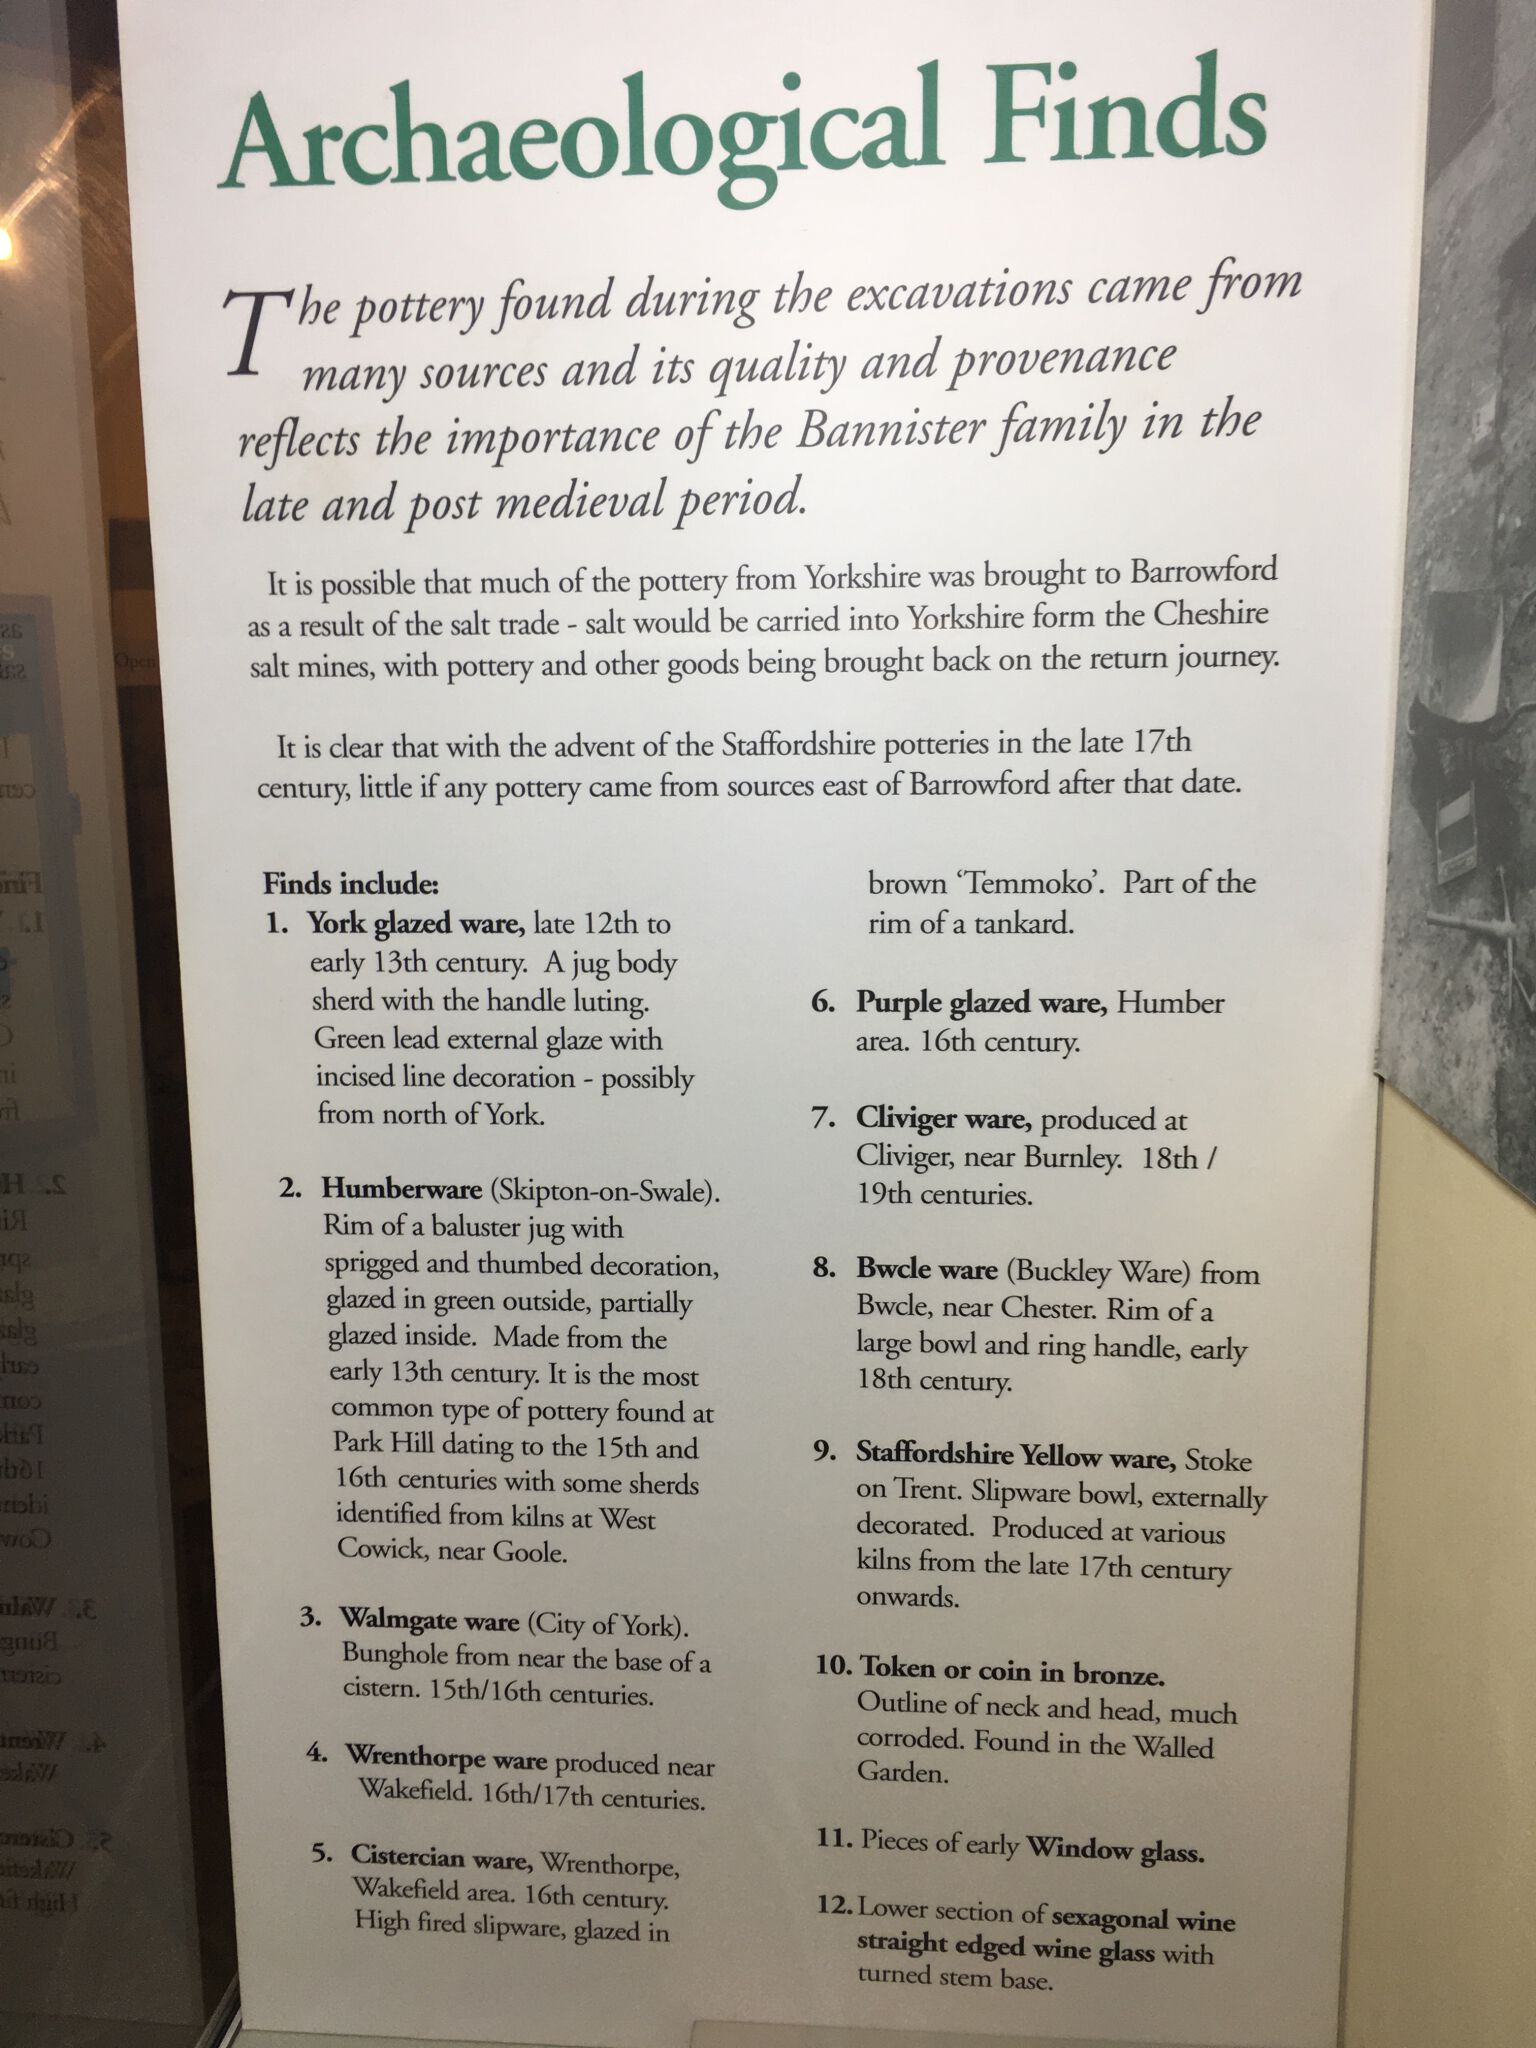 Archaeological Finds
The pottery found during the excavations came from
many sources and its quality and provenance
reflects the importance of the Bannister family in the
late and post medieval period.
It is possible that much of the pottery from Yorkshire was brought to Barrowford
as a result of the salt trade - salt would be carried into Yorkshire form the Cheshire
salt mines, with pottery and other goods being brought back on the return journey.
It is clear that with the advent of the Staffordshire potteries in the late 17th
century, little if any pottery came from sources east of Barrowford after that date.
Finds include:
1. York glazed ware, late 12th to
early 13th century. A jug body
sherd with the handle luting.
Green lead external glaze with
incised line decoration - possibly
from north of York.
2. Humberware (Skipton-on-Swale).
Rim of a baluster jug with
sprigged and thumbed decoration,
glazed in green outside, partially
glazed inside. Made from the
early 13th century. It is the most
common type of pottery found at
Park Hill dating to the 15th and
16th centuries with some sherds
identified from kilns at West
Cowick, near Goole.
3. Walmgate ware (City of York).
Bunghole from near the base of a
cistern. 15th/16th centuries.
4. Wrenthorpe ware produced near
Wakefield. 16th/17th centuries.
5. Cistercian ware, Wrenthorpe,
Wakefield area. 16th century.
High fired slipware, glazed in
brown ‘Temmoko’. Part of the
rim of a tankard.
6. Purple glazed ware, Humber
area. 16th century.
7. Cliviger ware, produced at
Cliviger, near Burnley. 18th /
19th centuries.
8. Bwcle ware (Buckley Ware) from
Bwcle, near Chester. Rim of a
large bowl and ring handle, early
18th century.
9. Staffordshire Yellow ware, Stoke
on Trent. Slipware bowl, externally
decorated. Produced at various
kilns from the late 17th century
onwards.
10. Token or coin in bronze.
Outline of neck and head, much
corroded. Found in the Walled
Garden.
11. Pieces of early Window glass.
12. Lower section of sexagonal wine
straight edged wine glass with
turned stem base.
Open